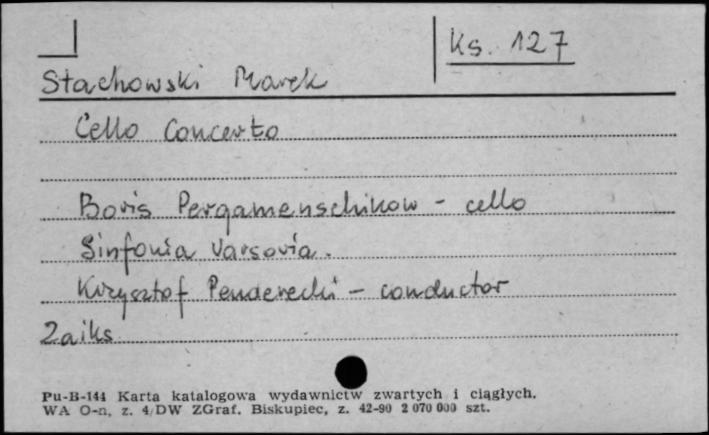 Ks. 127
Stachowski Marek
Cello Concerto
Boris Pergamenschikow - cello
Sinfonia Varsovia.
Krzysztof Penderecki - conductor
Zaiks
Pu-B-144 Karta katalogowa wydawnictw zwartych i ciągłych.
WA O-n, z. 4/DW ZGraf. Biskupiec, z. 42-90 2 070 000 szt.